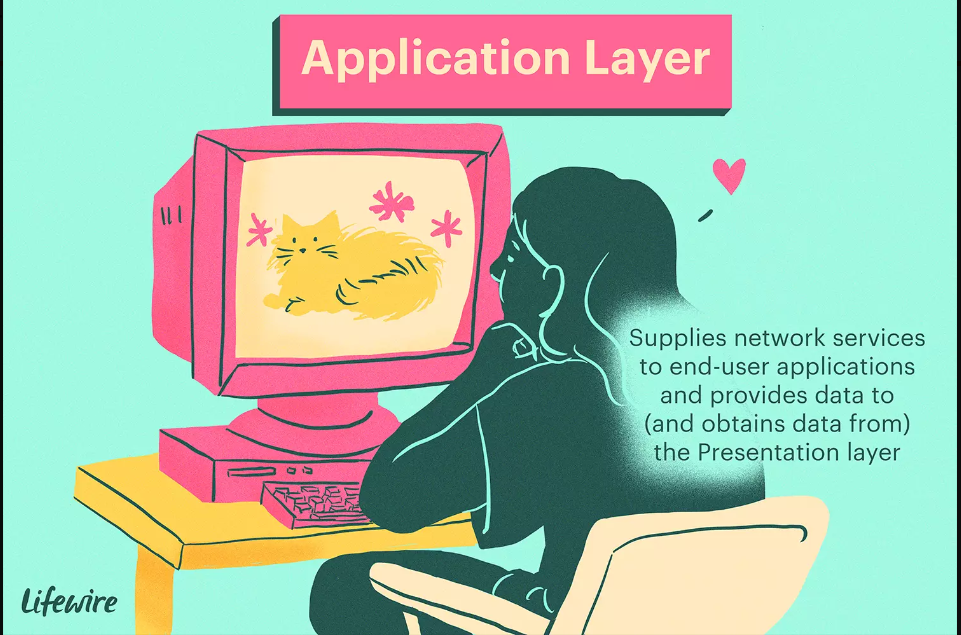 Application Layer
Supplies network services
to end-user applications
and provides data to
(and obtains data from)
the Presentation layer
Lifewire